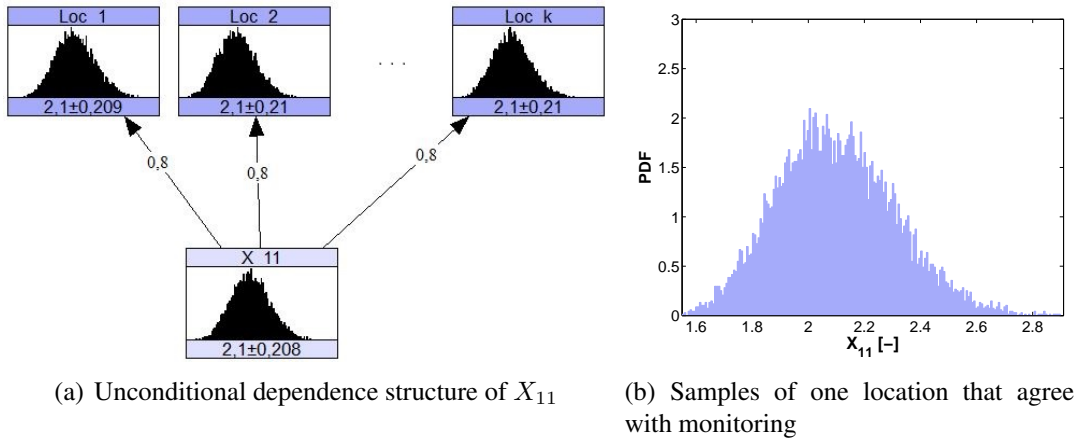 Loc 1
Loc 2
Loc k
. . .
2,1±0,209
2,1±0,21
2,1±0,21
0,8
0,8
0,8
X 11
2,1±0,208
3
2.5
2
1.5
1
0.5
0
PDF
1.6 1.8 2 2.2 2.4 2.6 2.8
X11 [−]
(a) Unconditional dependence structure of X11
(b) Samples of one location that agree
with monitoring